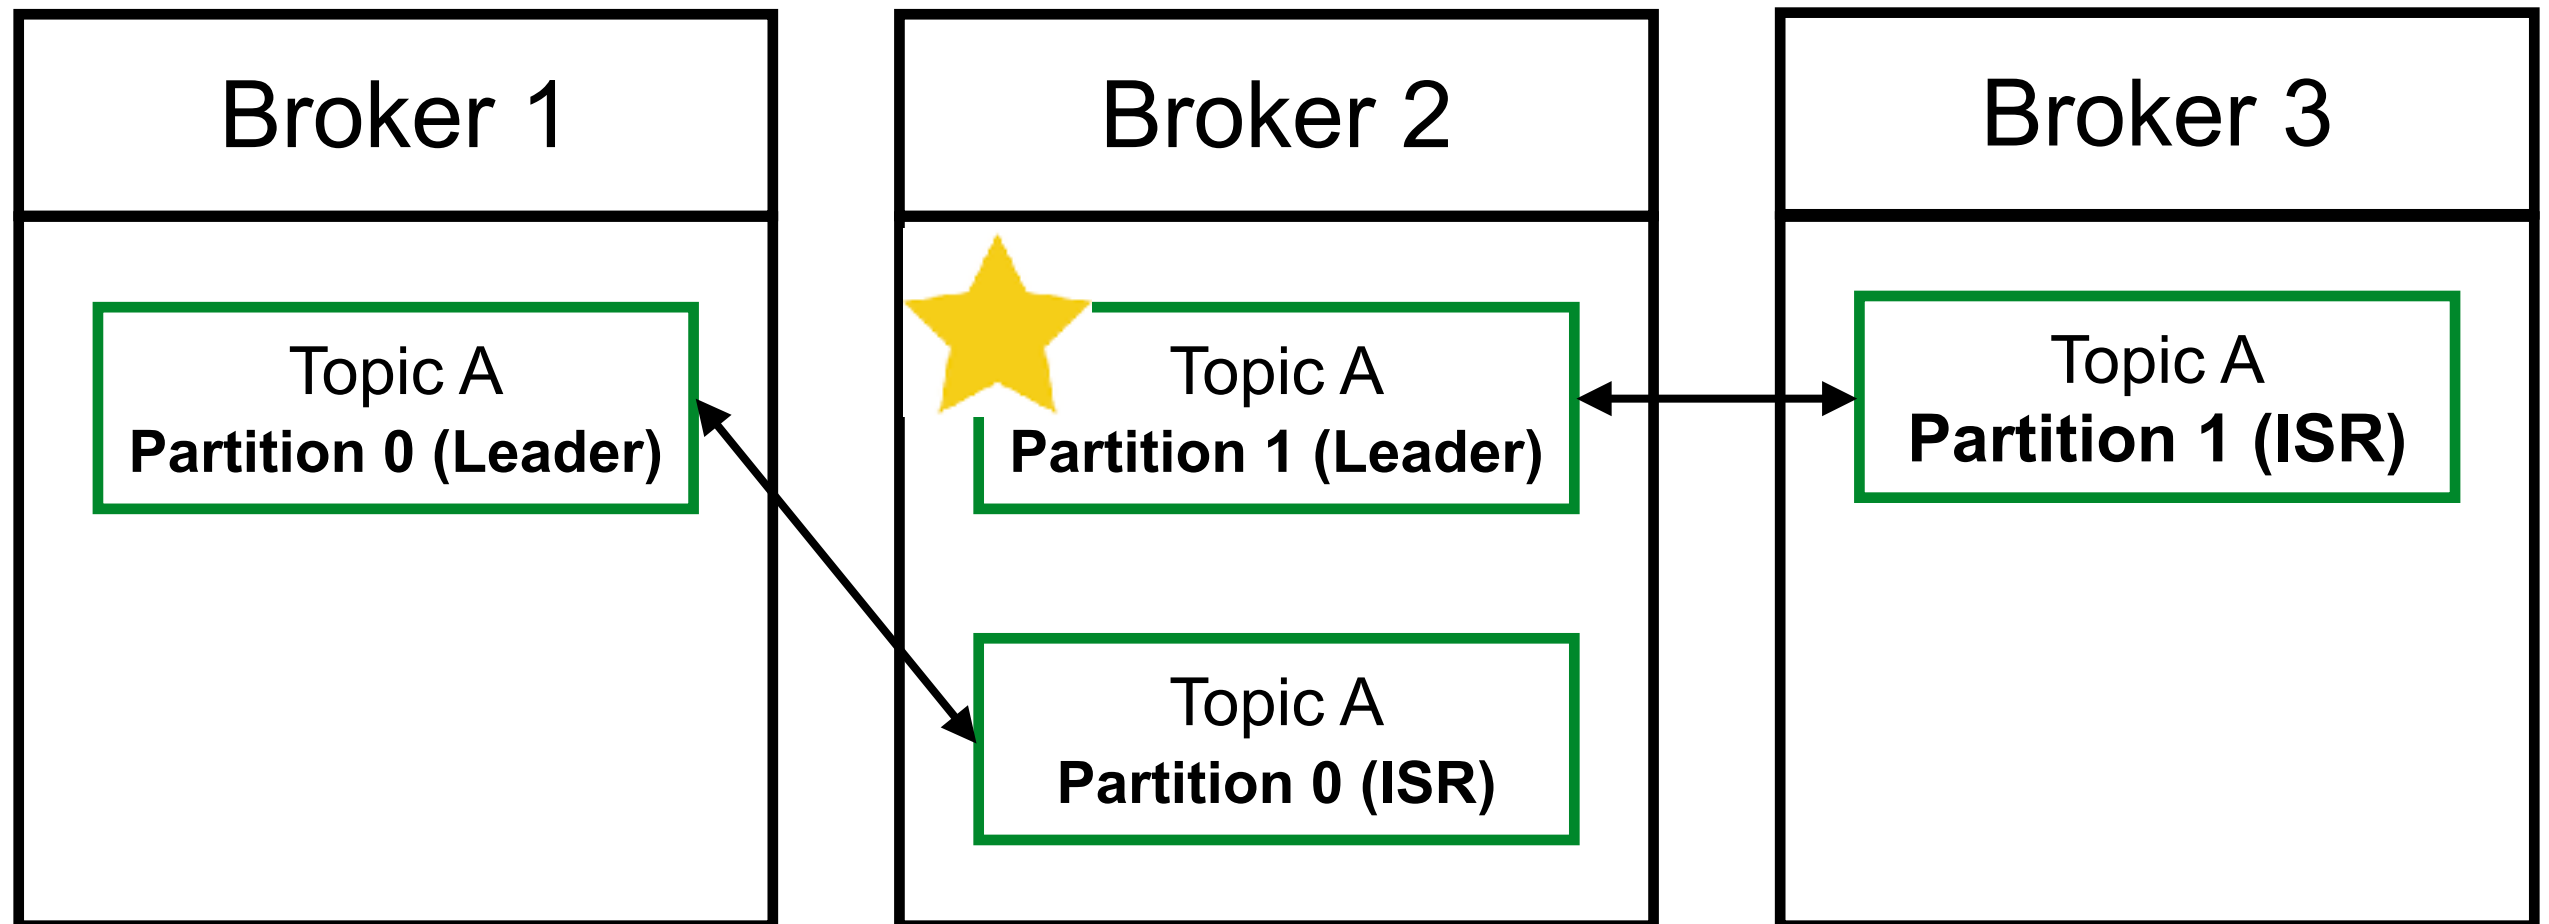 Broker 1
Broker 2
Broker 3
Topic A
Partition 0 (Leader)
Topic A
Partition 1 (Leader)
Topic A
Partition 1 (ISR)
Topic A
Partition 0 (ISR)